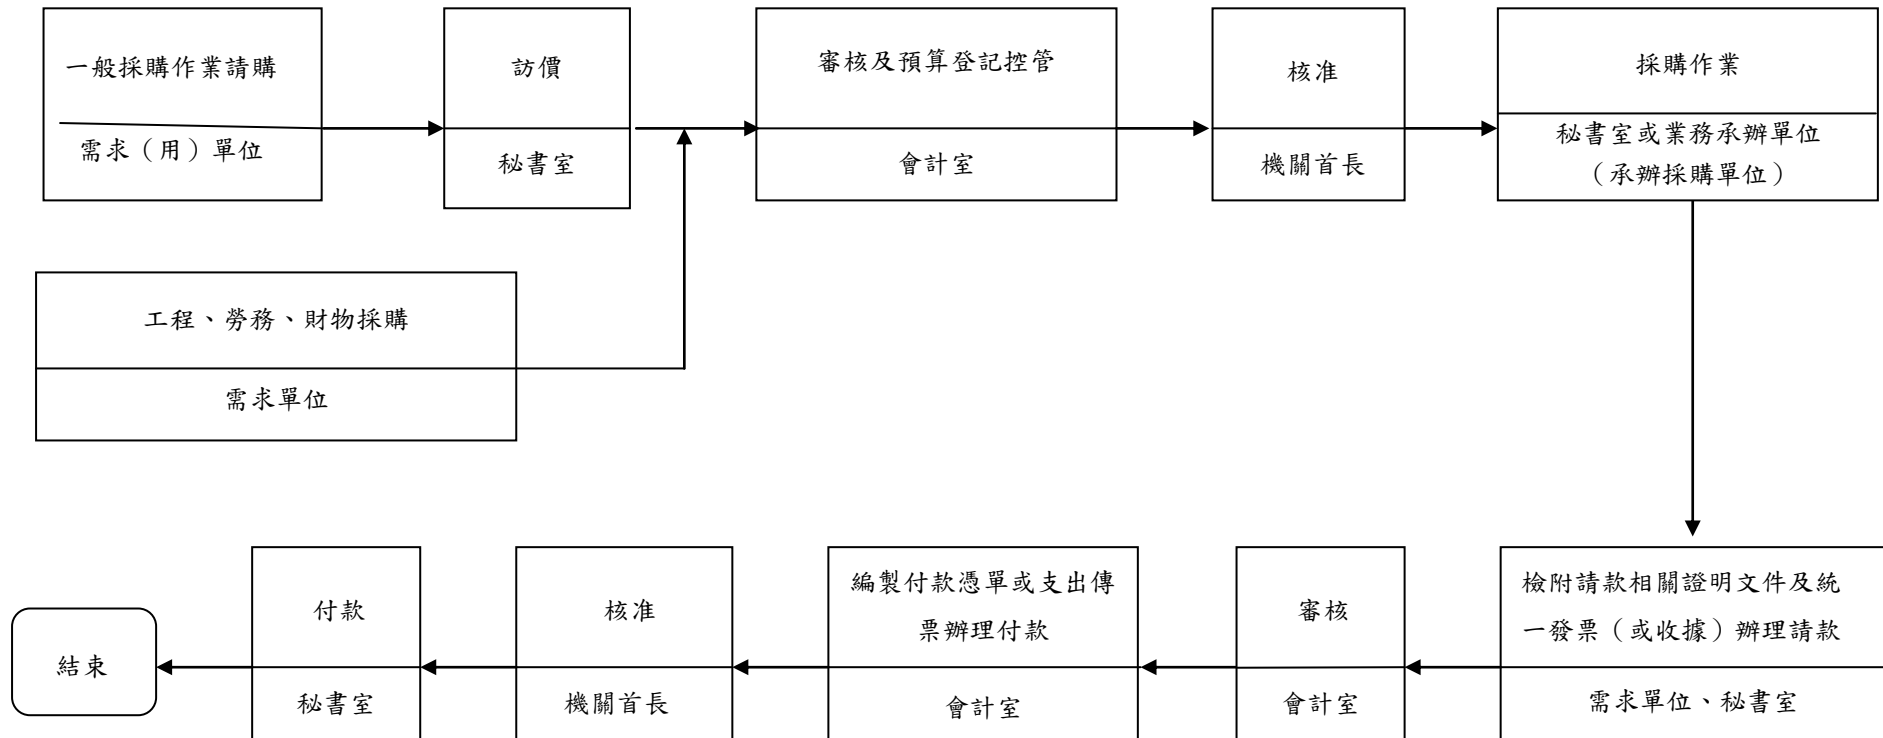 一般採購作業請購
需求（用）單位
訪價
秘書室
審核及預算登記控管
會計室
核准
機關首長
採購作業
秘書室或業務承辦單位
（承辦採購單位）
工程、勞務、財物採購
需求單位
結束
付款
秘書室
核准
機關首長
編製付款憑單或支出傳
票辦理付款
會計室
審核
會計室
檢附請款相關證明文件及統
一發票（或收據）辦理請款
需求單位、秘書室